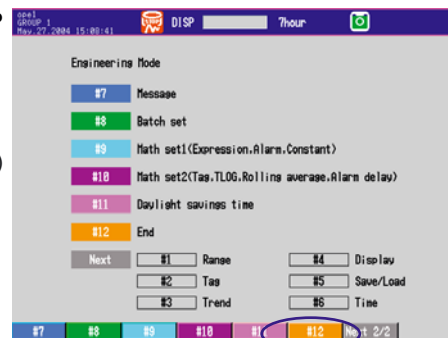 opel
GROUP 1
May.27.2004 15:08:41
DISP
7hour
Engineering Mode
#7 Message
#8 Batch set
#9 Math set1(Expression.Alarm.Constant)
#10 Math set2(Tag.TLOG.Rolling average.Alarm delay)
#11 Daylight savings time
#12 End
Next #1 Range #4 Display
#2 Tag #5 Save/Load
#3 Trend #6 Time
#7 #8 #9 #10 #11 #12 Next 2/2